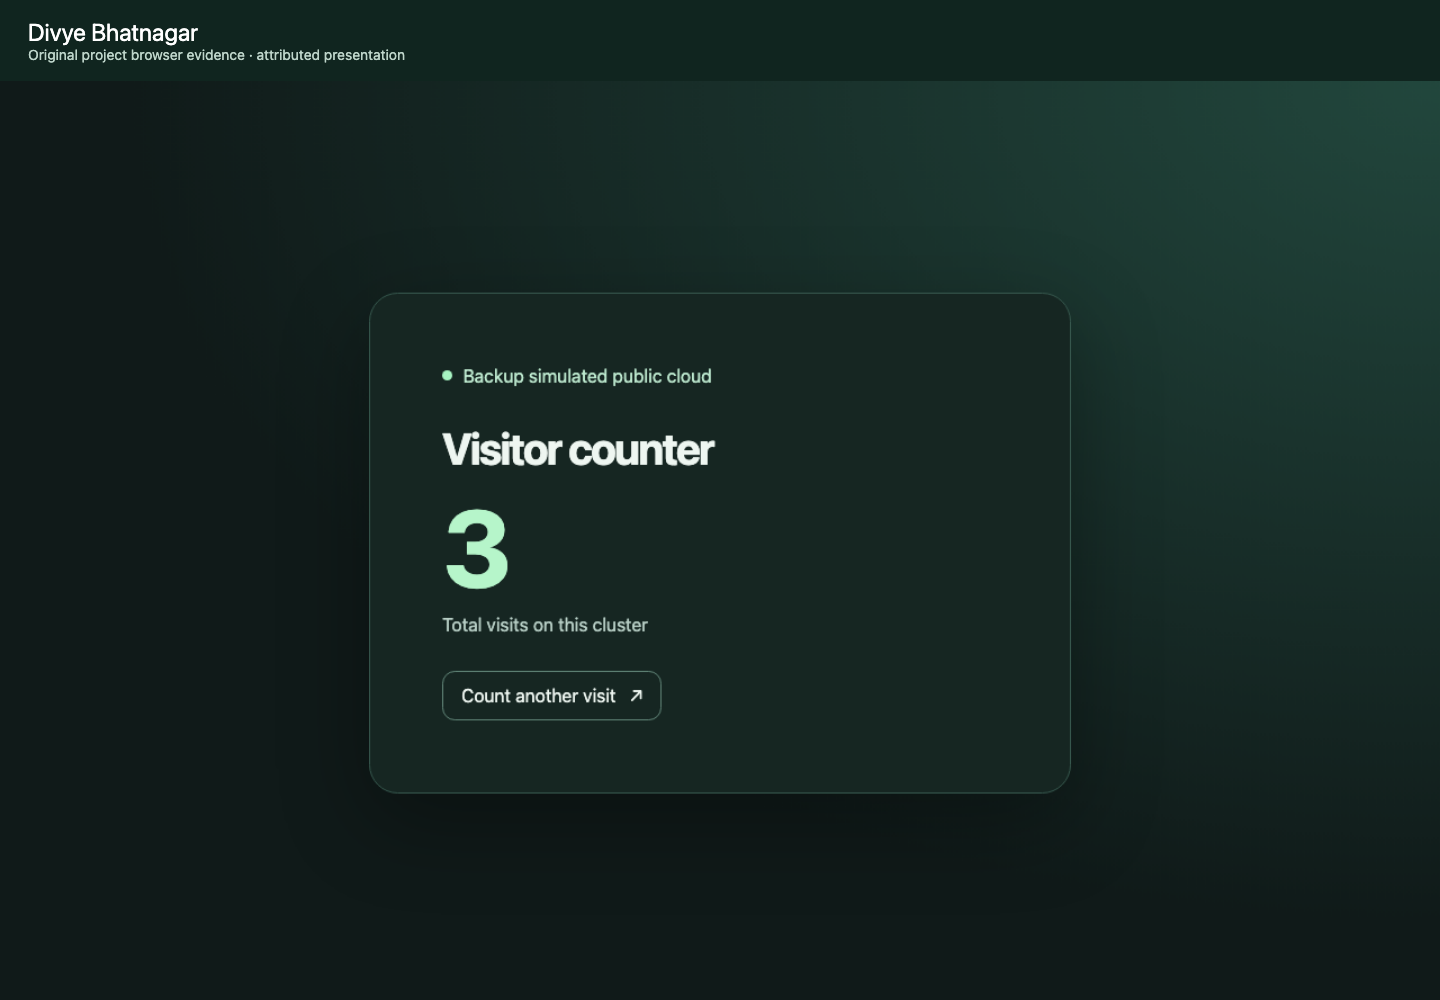 Divye Bhatnagar
Original project browser evidence · attributed presentation
Backup simulated public cloud
Visitor counter
3
Total visits on this cluster
Count another visit ↗